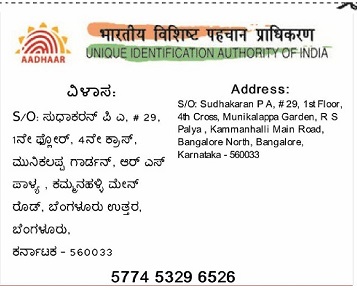 भारतीय विशिष्ट पहचान प्राधिकरण
UNIQUE IDENTIFICATION AUTHORITY OF INDIA
AADHAAR
ವಿಳಾಸ:
S/O: ಸುಧಾಕರನ್ ಪಿ ಎ, # 29,
1ನೇ ಫ್ಲೋರ್, 4ನೇ ಕ್ರಾಸ್,
ಮುನಿಕಲಪ್ಪ ಗಾರ್ಡನ್, ಆರ್ ಎಸ್
ಪಾಳ್ಯ , ಕಮ್ಮನಹಳ್ಳಿ ಮೇನ್
ರೊಡ್, ಬೆಂಗಳೂರು ಉತ್ತರ,
ಬೆಂಗಳೂರು,
ಕರ್ನಾಟಕ - 560033
Address:
S/O: Sudhakaran P A, # 29, 1st Floor,
4th Cross, Munikalappa Garden, R S
Palya , Kammanhalli Main Road,
Bangalore North, Bangalore,
Karnataka - 560033
5774 5329 6526